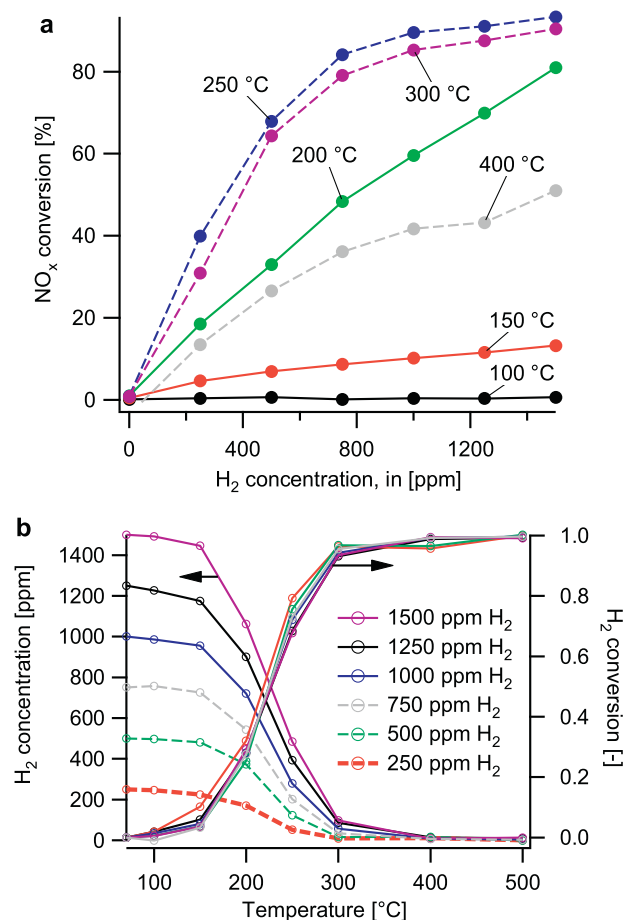 a
NOx conversion [%]
80
60
40
20
0
250 °C
300 °C
200 °C
400 °C
150 °C
100 °C
0
400
800
1200
H2 concentration, in [ppm]
b
H2 concentration [ppm]
1400
1200
1000
800
600
400
200
0
1500 ppm H2
1250 ppm H2
1000 ppm H2
750 ppm H2
500 ppm H2
250 ppm H2
1.0
0.8
0.6
0.4
0.2
0.0
H2 conversion [-]
100
200
300
400
500
Temperature [°C]